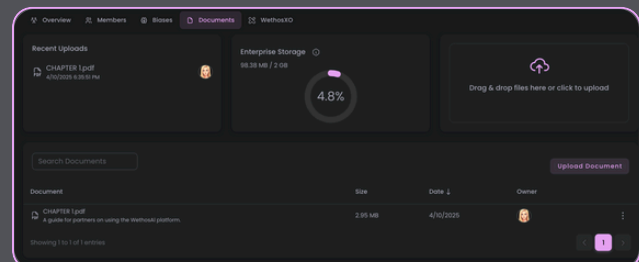 Overview Members Biases Documents WethosXO
Recent Uploads
CHAPTER 1.pdf
4/10/2025 6:35:51 PM
Enterprise Storage
98.28 MB / 2 GB
4.8%
Drag & drop files here or click to upload
Search Documents
Upload Document
Document Size Date ↓ Owner
CHAPTER 1.pdf
A guide for partners on using the WethosXI platform.
2.95 MB 4/10/2025
Showing 1 to 1 of 1 entries
< 1 >